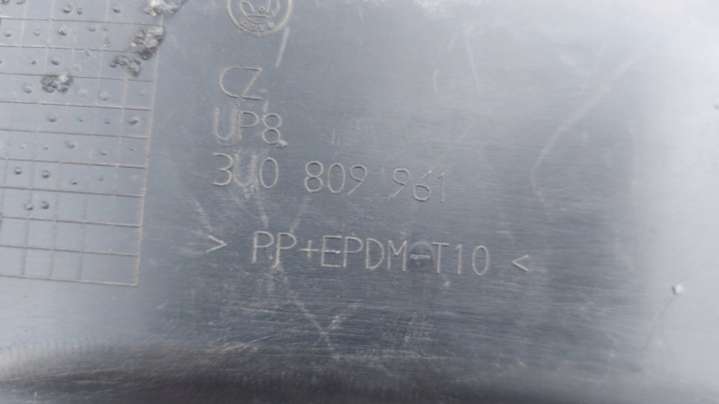 CZ
UP8
3U0 809 961
> PP+EPDM-T10 <